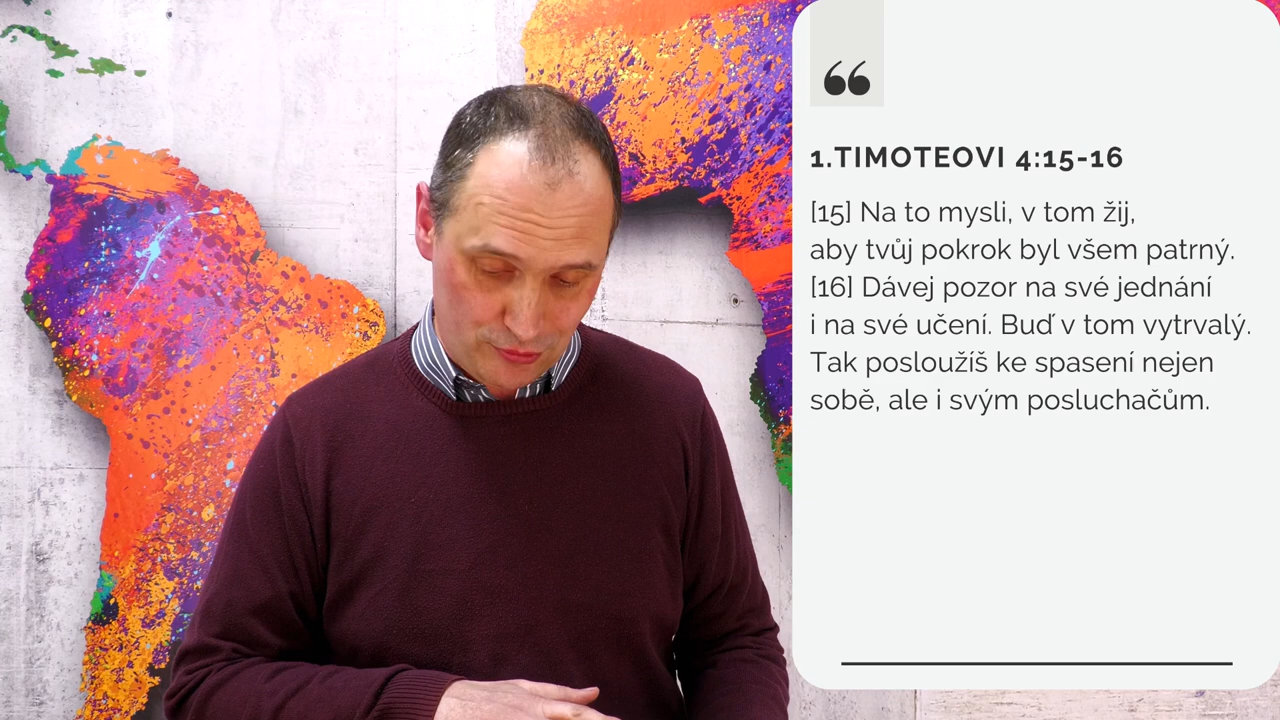 ❝
1.TIMOTEOVI 4:15-16
[15] Na to mysli, v tom žij,
aby tvůj pokrok byl všem patrný.
[16] Dávej pozor na své jednání
i na své učení. Buď v tom vytrvalý.
Tak posloužíš ke spasení nejen
sobě, ale i svým posluchačům.